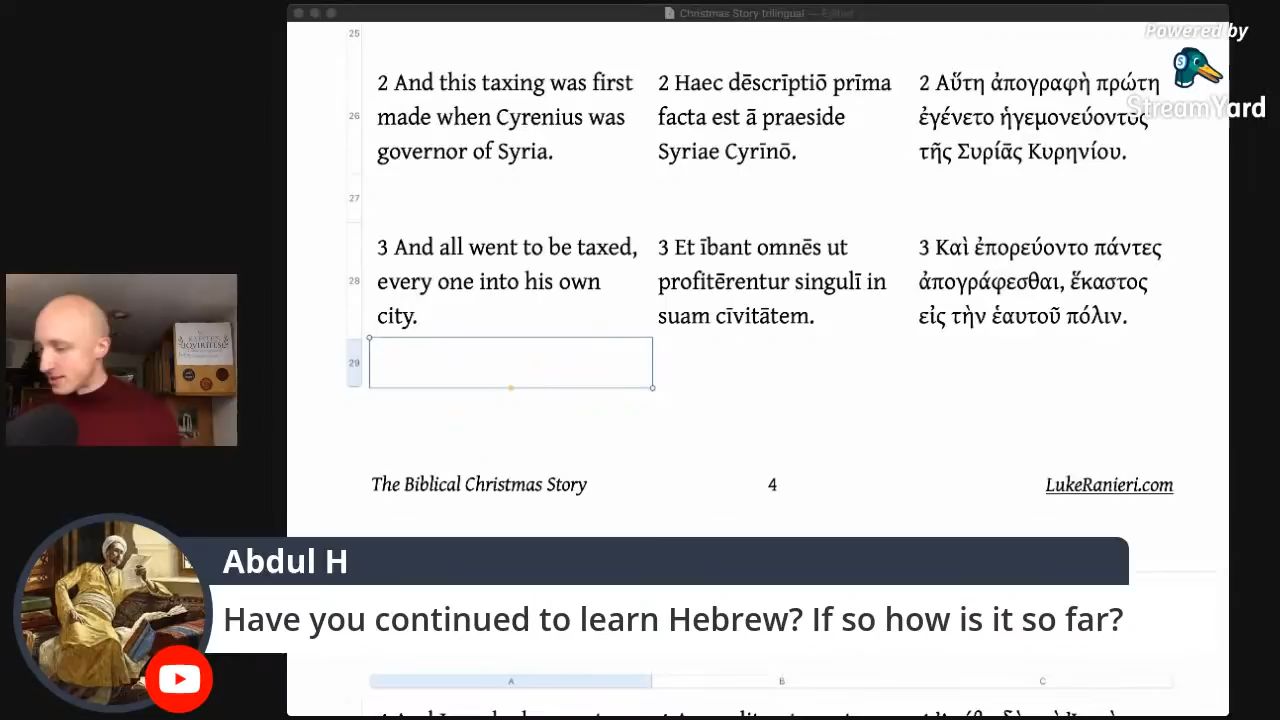 Christmas Story trilingual — Edited
Powered by
StreamYard
25
2 And this taxing was first
made when Cyrenius was
governor of Syria.
2 Haec dēscrīptiō prīma
facta est ā praeside
Syriae Cyrīnō.
2 Αὕτη ἀπογραφὴ πρώτη
ἐγένετο ἡγεμονεύοντος
τῆς Συρίᾱς Κυρηνίου.
26
27
3 And all went to be taxed,
every one into his own
city.
3 Et ībant omnēs ut
profitērentur singulī in
suam cīvitātem.
3 Καὶ ἐπορεύοντο πάντες
ἀπογράφεσθαι, ἕκαστος
εἰς τὴν ἑαυτοῦ πόλιν.
28
29
The Biblical Christmas Story
4
LukeRanieri.com
Abdul H
Have you continued to learn Hebrew? If so how is it so far?
A
B
C